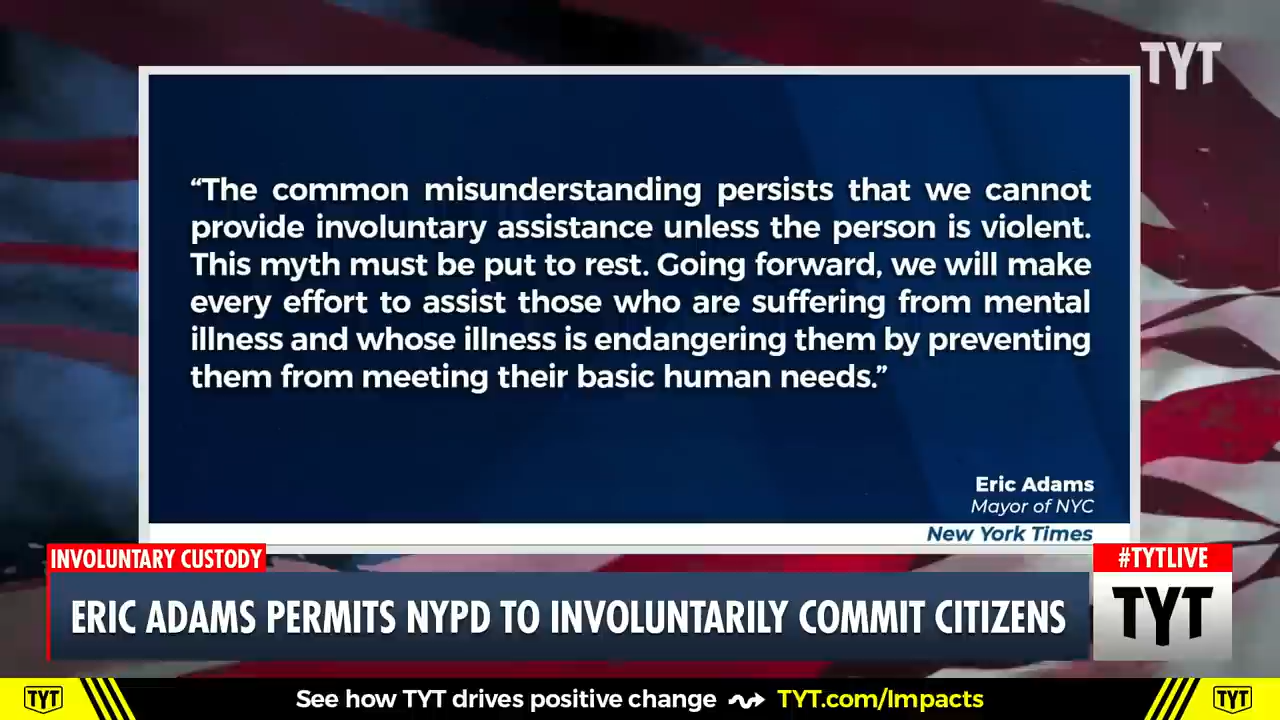 TYT
“The common misunderstanding persists that we cannot
provide involuntary assistance unless the person is violent.
This myth must be put to rest. Going forward, we will make
every effort to assist those who are suffering from mental
illness and whose illness is endangering them by preventing
them from meeting their basic human needs.”
Eric Adams
Mayor of NYC
New York Times
INVOLUNTARY CUSTODY
#TYTLIVE
ERIC ADAMS PERMITS NYPD TO INVOLUNTARILY COMMIT CITIZENS
TYT
TYT
See how TYT drives positive change
TYT.com/Impacts
TYT